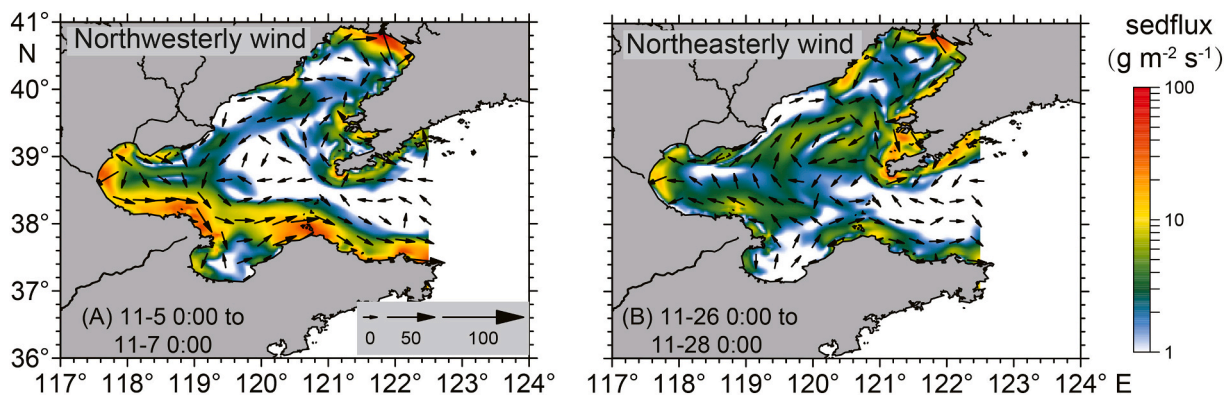 41°
N
40°
39°
38°
37°
36°
Northwesterly wind
(A) 11-5 0:00 to
11-7 0:00
0 50 100
117° 118° 119° 120° 121° 122° 123° 124°
Northeasterly wind
(B) 11-26 0:00 to
11-28 0:00
117° 118° 119° 120° 121° 122° 123° 124° E
sedflux
(g m⁻² s⁻¹)
100
10
1